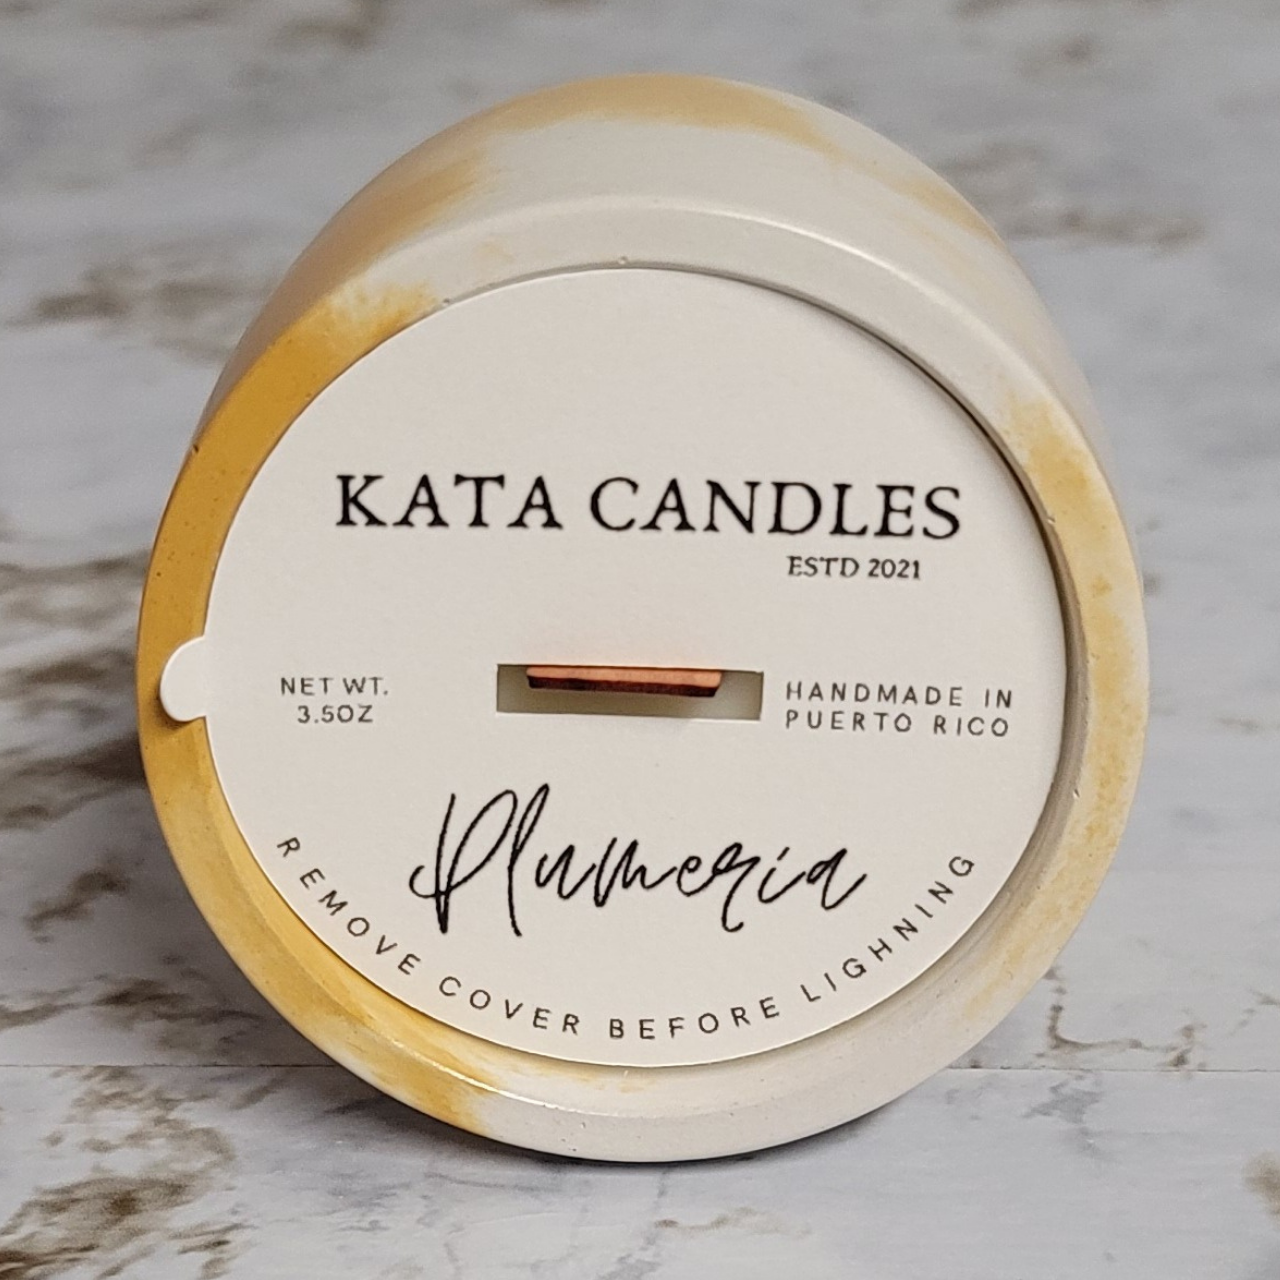 KATA CANDLES
ESTD 2021
NET WT.
3.5OZ
HANDMADE IN
PUERTO RICO
Plumeria
REMOVE COVER BEFORE LIGHNING